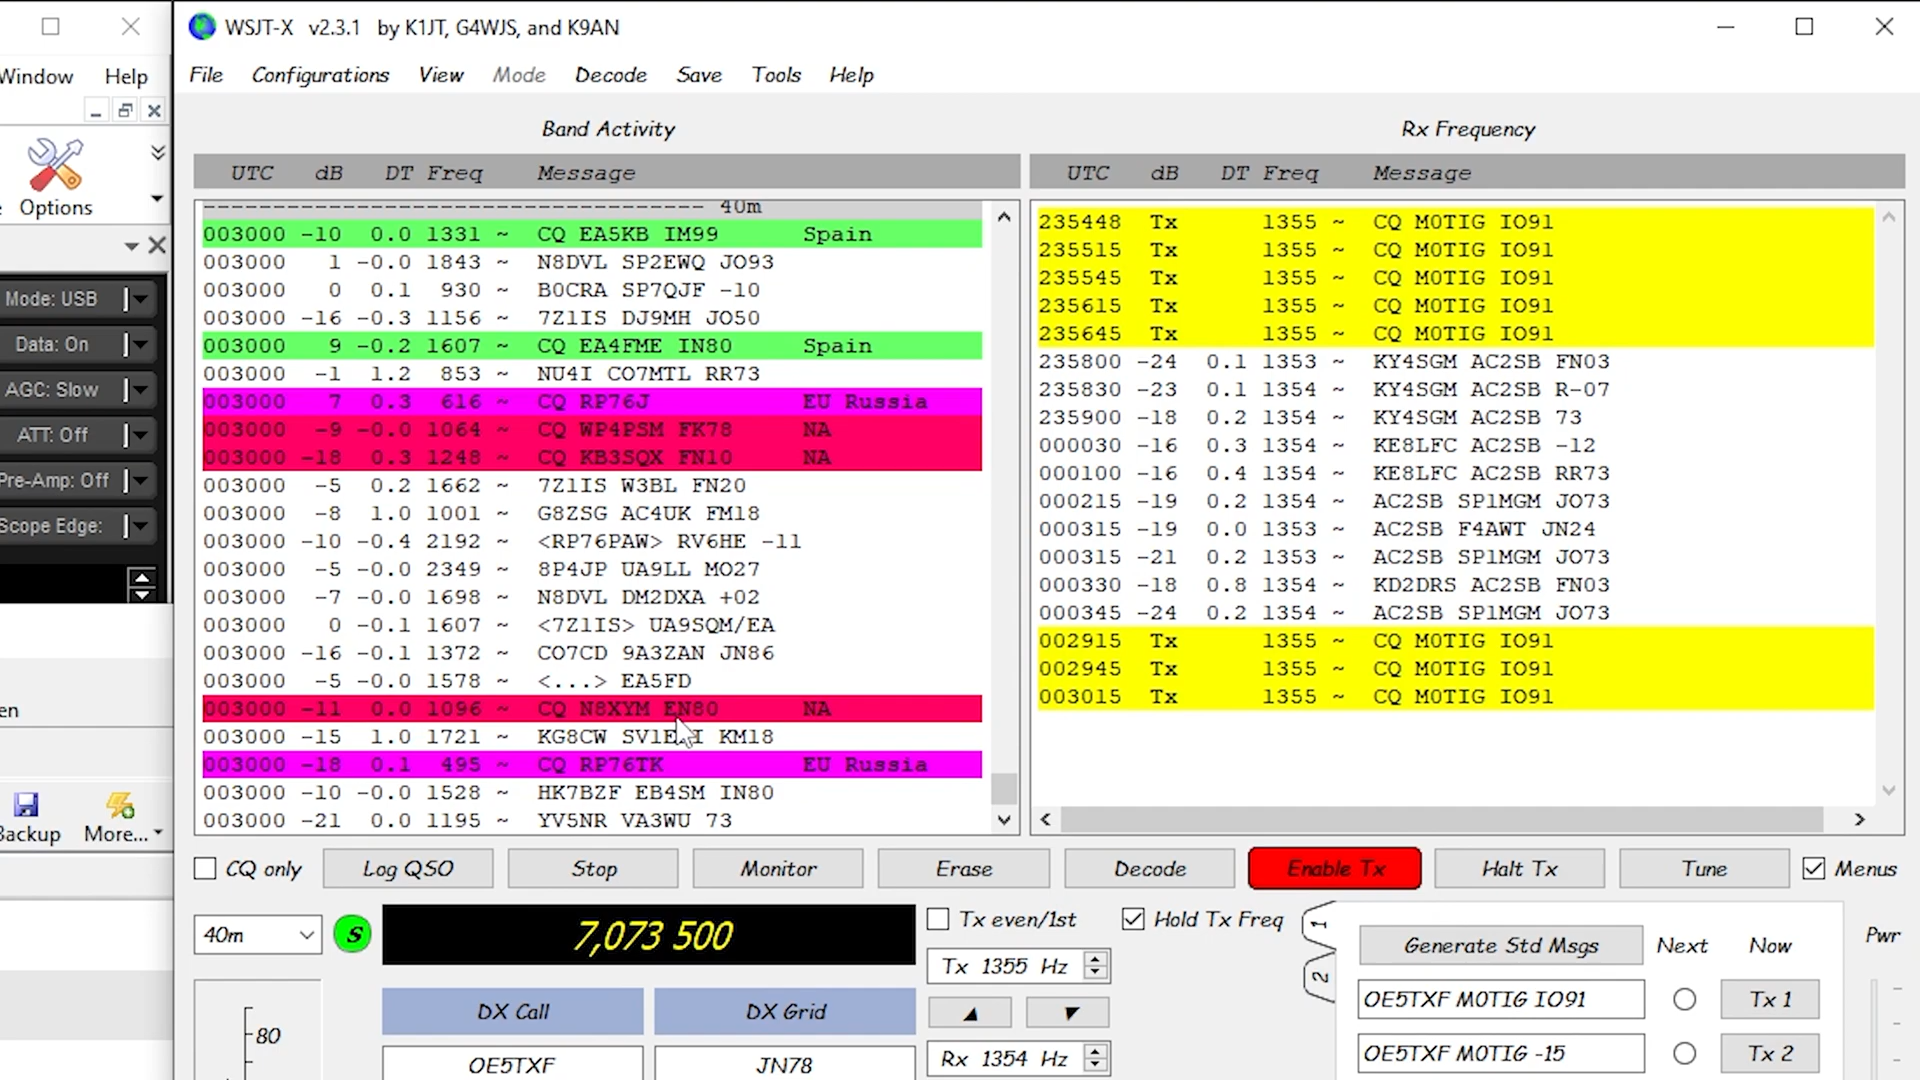 WSJT-X v2.3.1 by K1JT, G4WJS, and K9AN
Window Help
File Configurations View Mode Decode Save Tools Help
Options
Mode: USB
Data: On
AGC: Slow
ATT: Off
Pre-Amp: Off
Scope Edge:
en
Backup More...
Band Activity
UTC dB DT Freq Message
---------------------------------- 40m
003000 -10 0.0 1331 ~ CQ EA5KB IM99 Spain
003000 1 -0.0 1843 ~ N8DVL SP2EWQ JO93
003000 0 0.1 930 ~ B0CRA SP7QJF -10
003000 -16 -0.3 1156 ~ 7Z1IS DJ9MH JO50
003000 9 -0.2 1607 ~ CQ EA4FME IN80 Spain
003000 -1 1.2 853 ~ NU4I CO7MTL RR73
003000 7 0.3 616 ~ CQ RP76J EU Russia
003000 -9 -0.0 1064 ~ CQ WP4PSM FK78 NA
003000 -18 0.3 1248 ~ CQ KB3SQX FN10 NA
003000 -5 0.2 1662 ~ 7Z1IS W3BL FN20
003000 -8 1.0 1001 ~ G8ZSG AC4UK FM18
003000 -10 -0.4 2192 ~ <RP76PAW> RV6HE -11
003000 -5 -0.0 2349 ~ 8P4JP UA9LL MO27
003000 -7 -0.0 1698 ~ N8DVL DM2DXA +02
003000 0 -0.1 1607 ~ <7Z1IS> UA9SQM/EA
003000 -16 -0.1 1372 ~ CO7CD 9A3ZAN JN86
003000 -5 -0.0 1578 ~ <...> EA5FD
003000 -11 0.0 1096 ~ CQ N8XYM EN80 NA
003000 -15 1.0 1721 ~ KG8CW KM18
003000 -18 0.1 495 ~ CQ RP76TK EU Russia
003000 -10 -0.0 1528 ~ HK7BZF EB4SM IN80
003000 -21 0.0 1195 ~ YV5NR VA3WU 73
Rx Frequency
UTC dB DT Freq Message
235448 Tx 1355 ~ CQ M0TIG IO91
235515 Tx 1355 ~ CQ M0TIG IO91
235545 Tx 1355 ~ CQ M0TIG IO91
235615 Tx 1355 ~ CQ M0TIG IO91
235645 Tx 1355 ~ CQ M0TIG IO91
235800 -24 0.1 1353 ~ KY4SGM AC2SB FN03
235830 -23 0.1 1354 ~ KY4SGM AC2SB R-07
235900 -18 0.2 1354 ~ KY4SGM AC2SB 73
000030 -16 0.3 1354 ~ KE8LFC AC2SB -12
000100 -16 0.4 1354 ~ KE8LFC AC2SB RR73
000215 -19 0.2 1354 ~ AC2SB SP1MGM JO73
000315 -19 0.0 1353 ~ AC2SB F4AWT JN24
000315 -21 0.2 1353 ~ AC2SB SP1MGM JO73
000330 -18 0.8 1354 ~ KD2DRS AC2SB FN03
000345 -24 0.2 1354 ~ AC2SB SP1MGM JO73
002915 Tx 1355 ~ CQ M0TIG IO91
002945 Tx 1355 ~ CQ M0TIG IO91
003015 Tx 1355 ~ CQ M0TIG IO91
CQ only Log QSO Stop Monitor Erase Decode Enable Tx Halt Tx Tune Menus
40m S 7,073 500 Tx even/1st Hold Tx Freq
Tx 1355 Hz
1
2
Generate Std Msgs Next Now Pwr
DX Call DX Grid
80
OE5TXF JN78 Rx 1354 Hz
OE5TXF M0TIG IO91 Tx 1
OE5TXF M0TIG -15 Tx 2